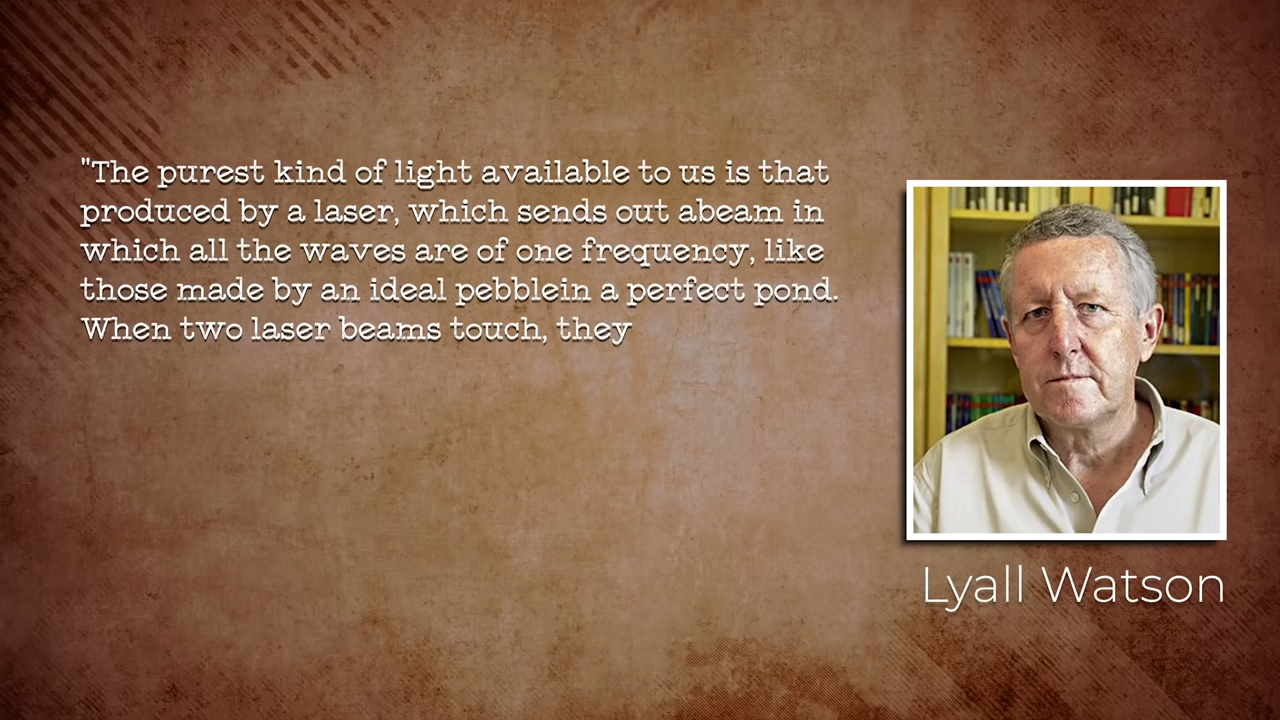 "The purest kind of light available to us is that
produced by a laser, which sends out abeam in
which all the waves are of one frequency, like
those made by an ideal pebblein a perfect pond.
When two laser beams touch, they
Lyall Watson